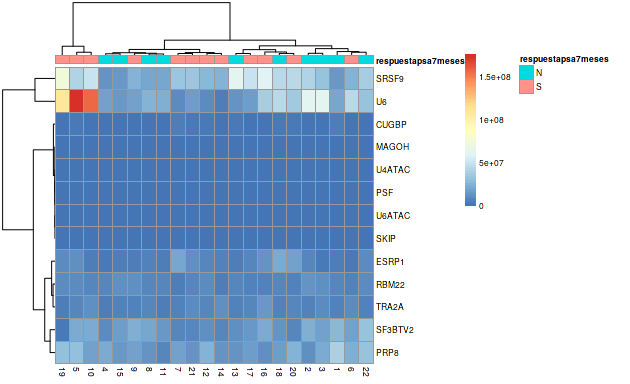 respuestapsa7meses
SRSF9
U6
CUGBP
MAGOH
U4ATAC
PSF
U6ATAC
SKIP
ESRP1
RBM22
TRA2A
SF3BTV2
PRP8
19 5 10 4 15 9 8 11 7 21 12 14 13 17 16 18 20 2 3 1 6 22
1.5e+08
1e+08
5e+07
0
respuestapsa7meses
N
S